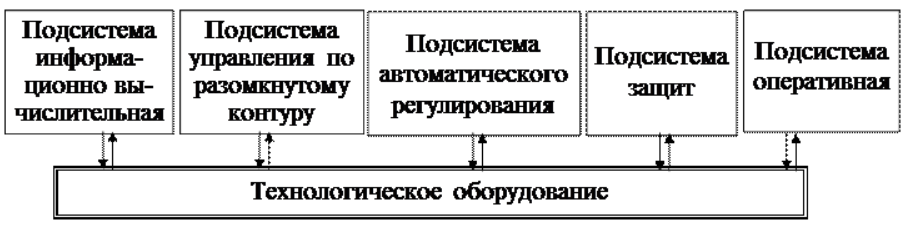 Подсистема
информа-
ционно вы-
числительная
Подсистема
управления по
разомкнутому
контуру
Подсистема
автоматического
регулирования
Подсистема
защит
Подсистема
оперативная
Технологическое оборудование